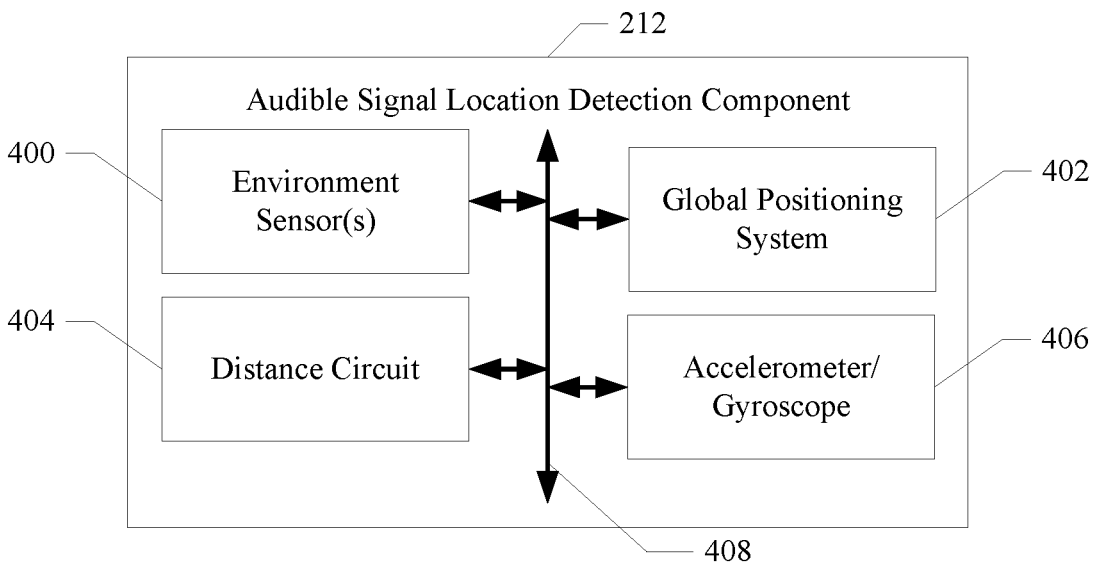 212
Audible Signal Location Detection Component
400
Environment
Sensor(s)
402
Global Positioning
System
404
Distance Circuit
406
Accelerometer/
Gyroscope
408